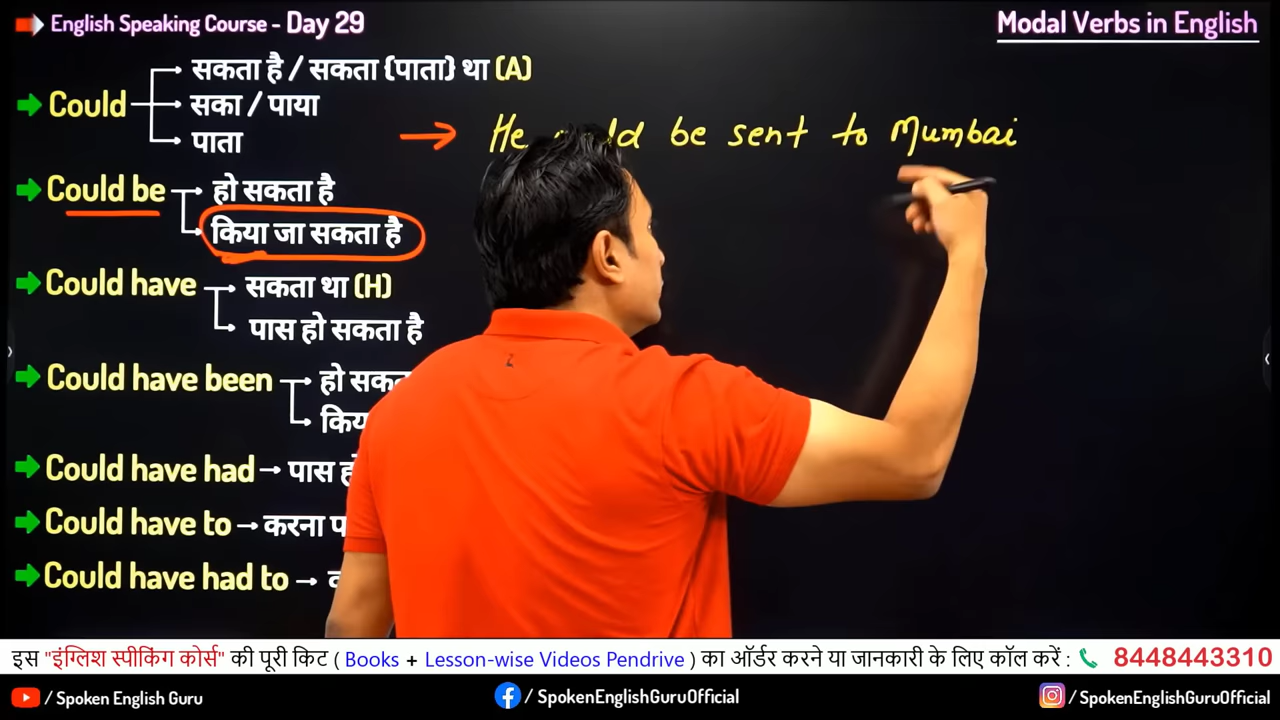 English Speaking Course - Day 29
Modal Verbs in English
Could
सकता है / सकता {पाता} था (A)
सका / पाया
पाता
He be sent to Mumbai
Could be
हो सकता है
किया जा सकता है
Could have
सकता था (H)
पास हो सकता है
Could have been
हो
Could have had → पास
Could have to → करना
Could have had to →
इस "इंग्लिश स्पीकिंग कोर्स" की पूरी किट ( Books + Lesson-wise Videos Pendrive ) का ऑर्डर करने या जानकारी के लिए कॉल करें : 8448443310
/ Spoken English Guru
/ SpokenEnglishGuruOfficial
/ SpokenEnglishGuruOfficial